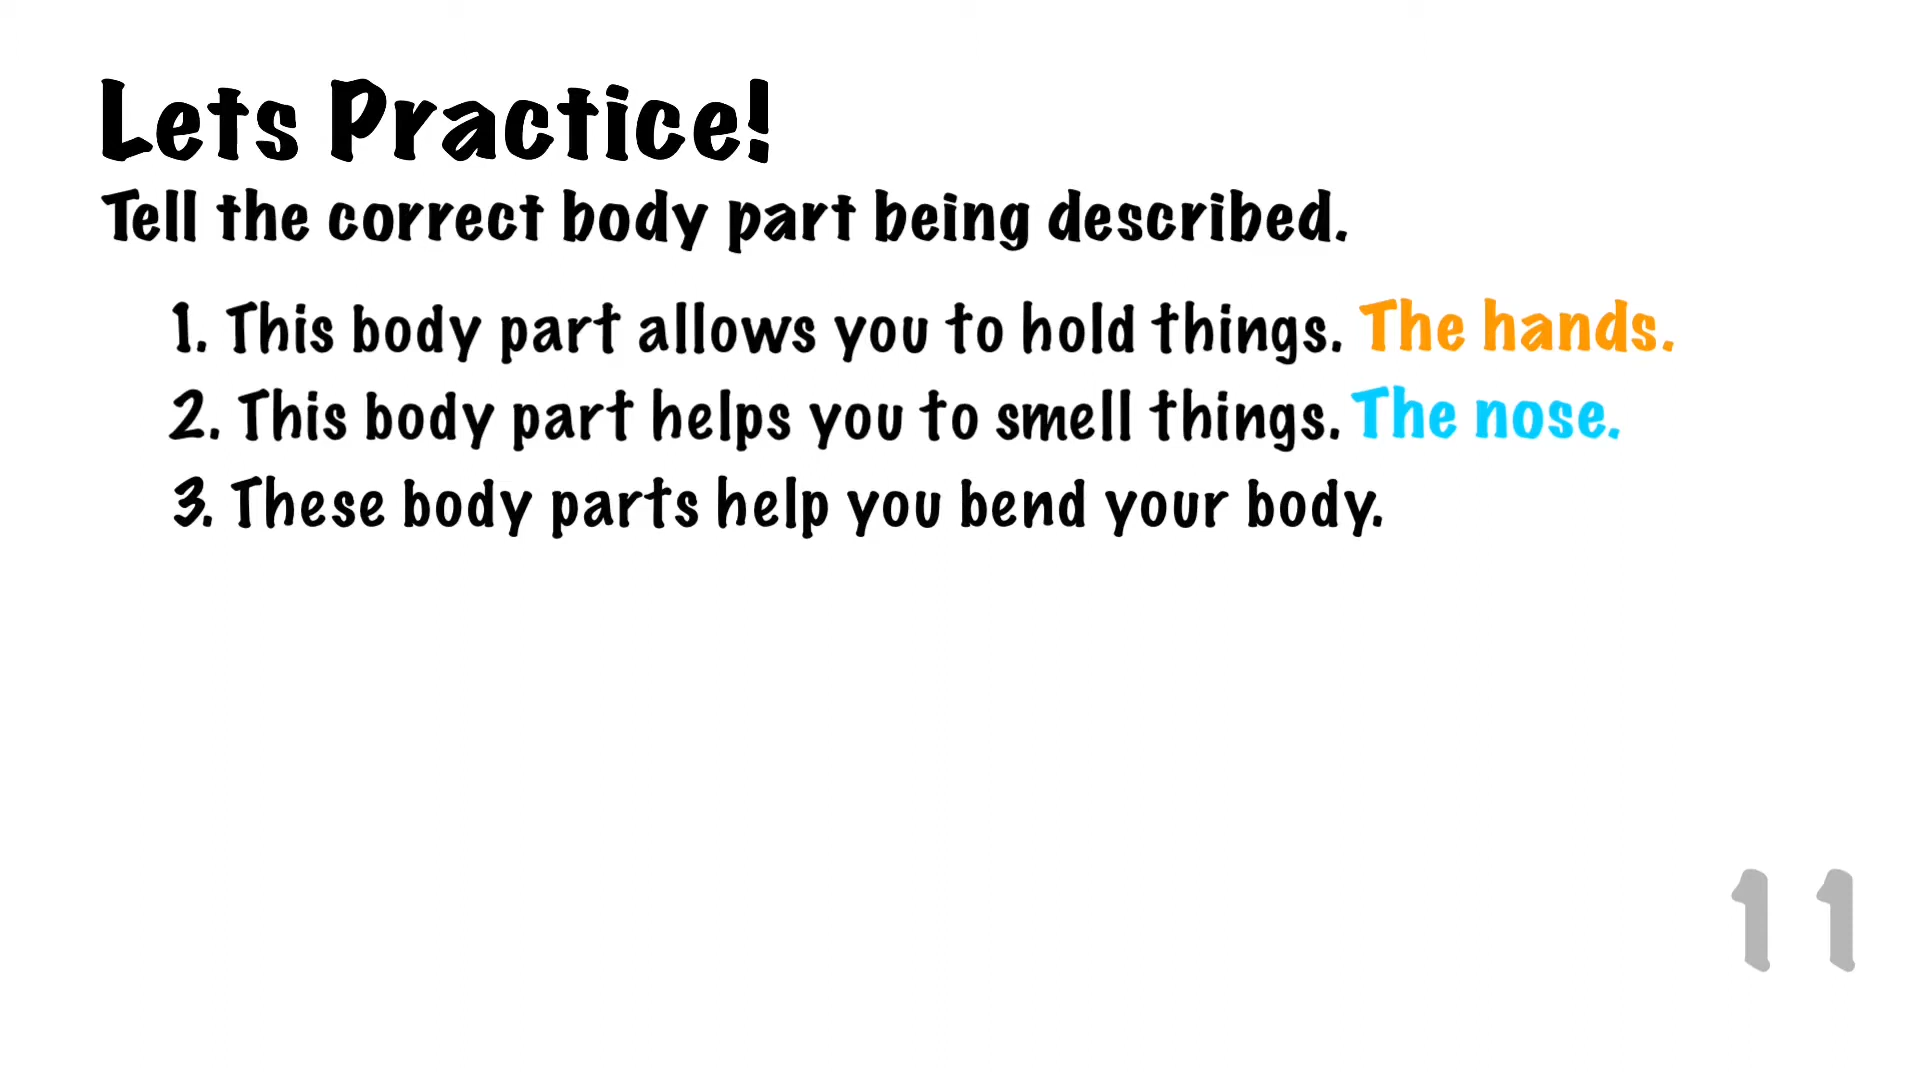 Lets Practice!
Tell the correct body part being described.
1. This body part allows you to hold things. The hands.
2. This body part helps you to smell things. The nose.
3. These body parts help you bend your body.
11